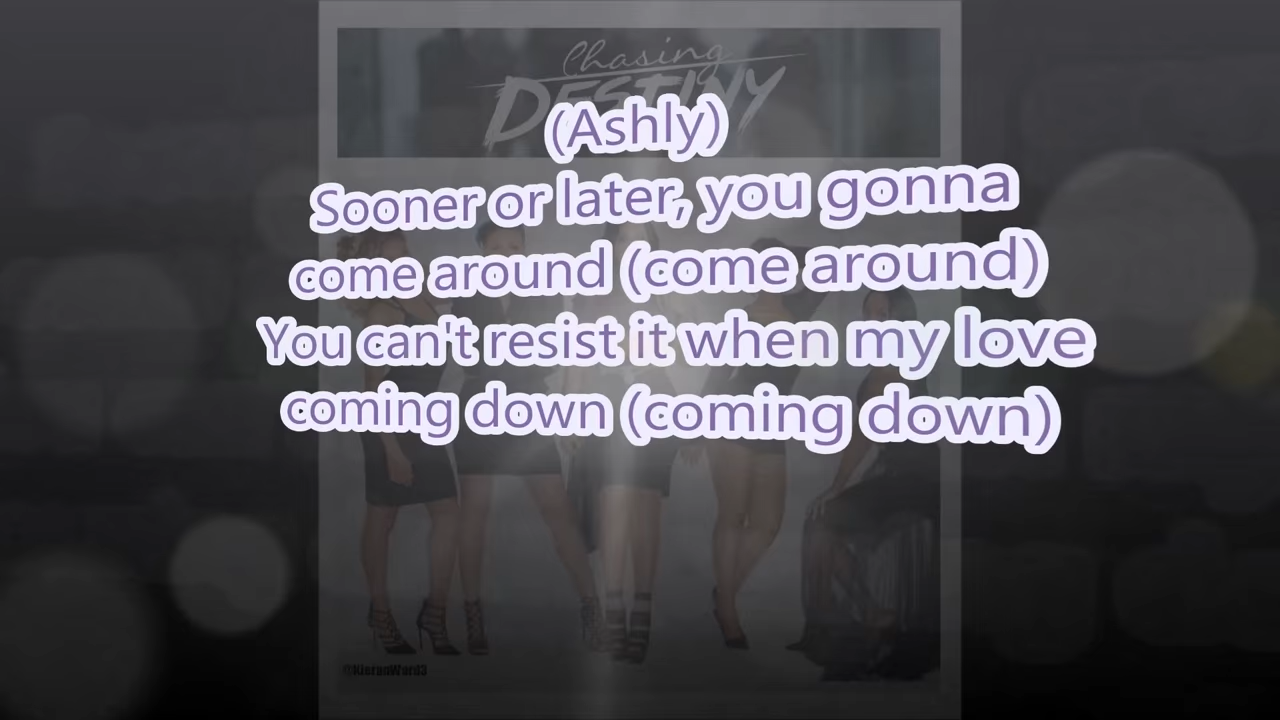 Chasing
DESTINY
(Ashly)
Sooner or later, you gonna
come around (come around)
You can't resist it when my love
coming down (coming down)
@KieranWard3